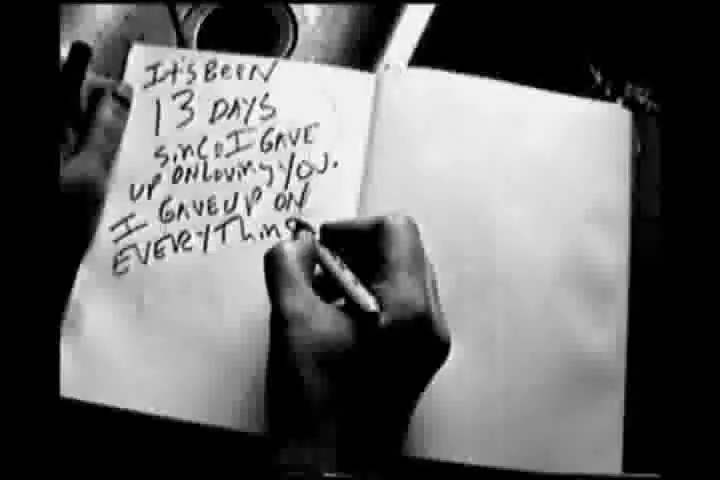 It's BEEN
13 DAYS
since I GAVE
UP ON Loving YOU.
I GAVE UP ON
EVERYThing